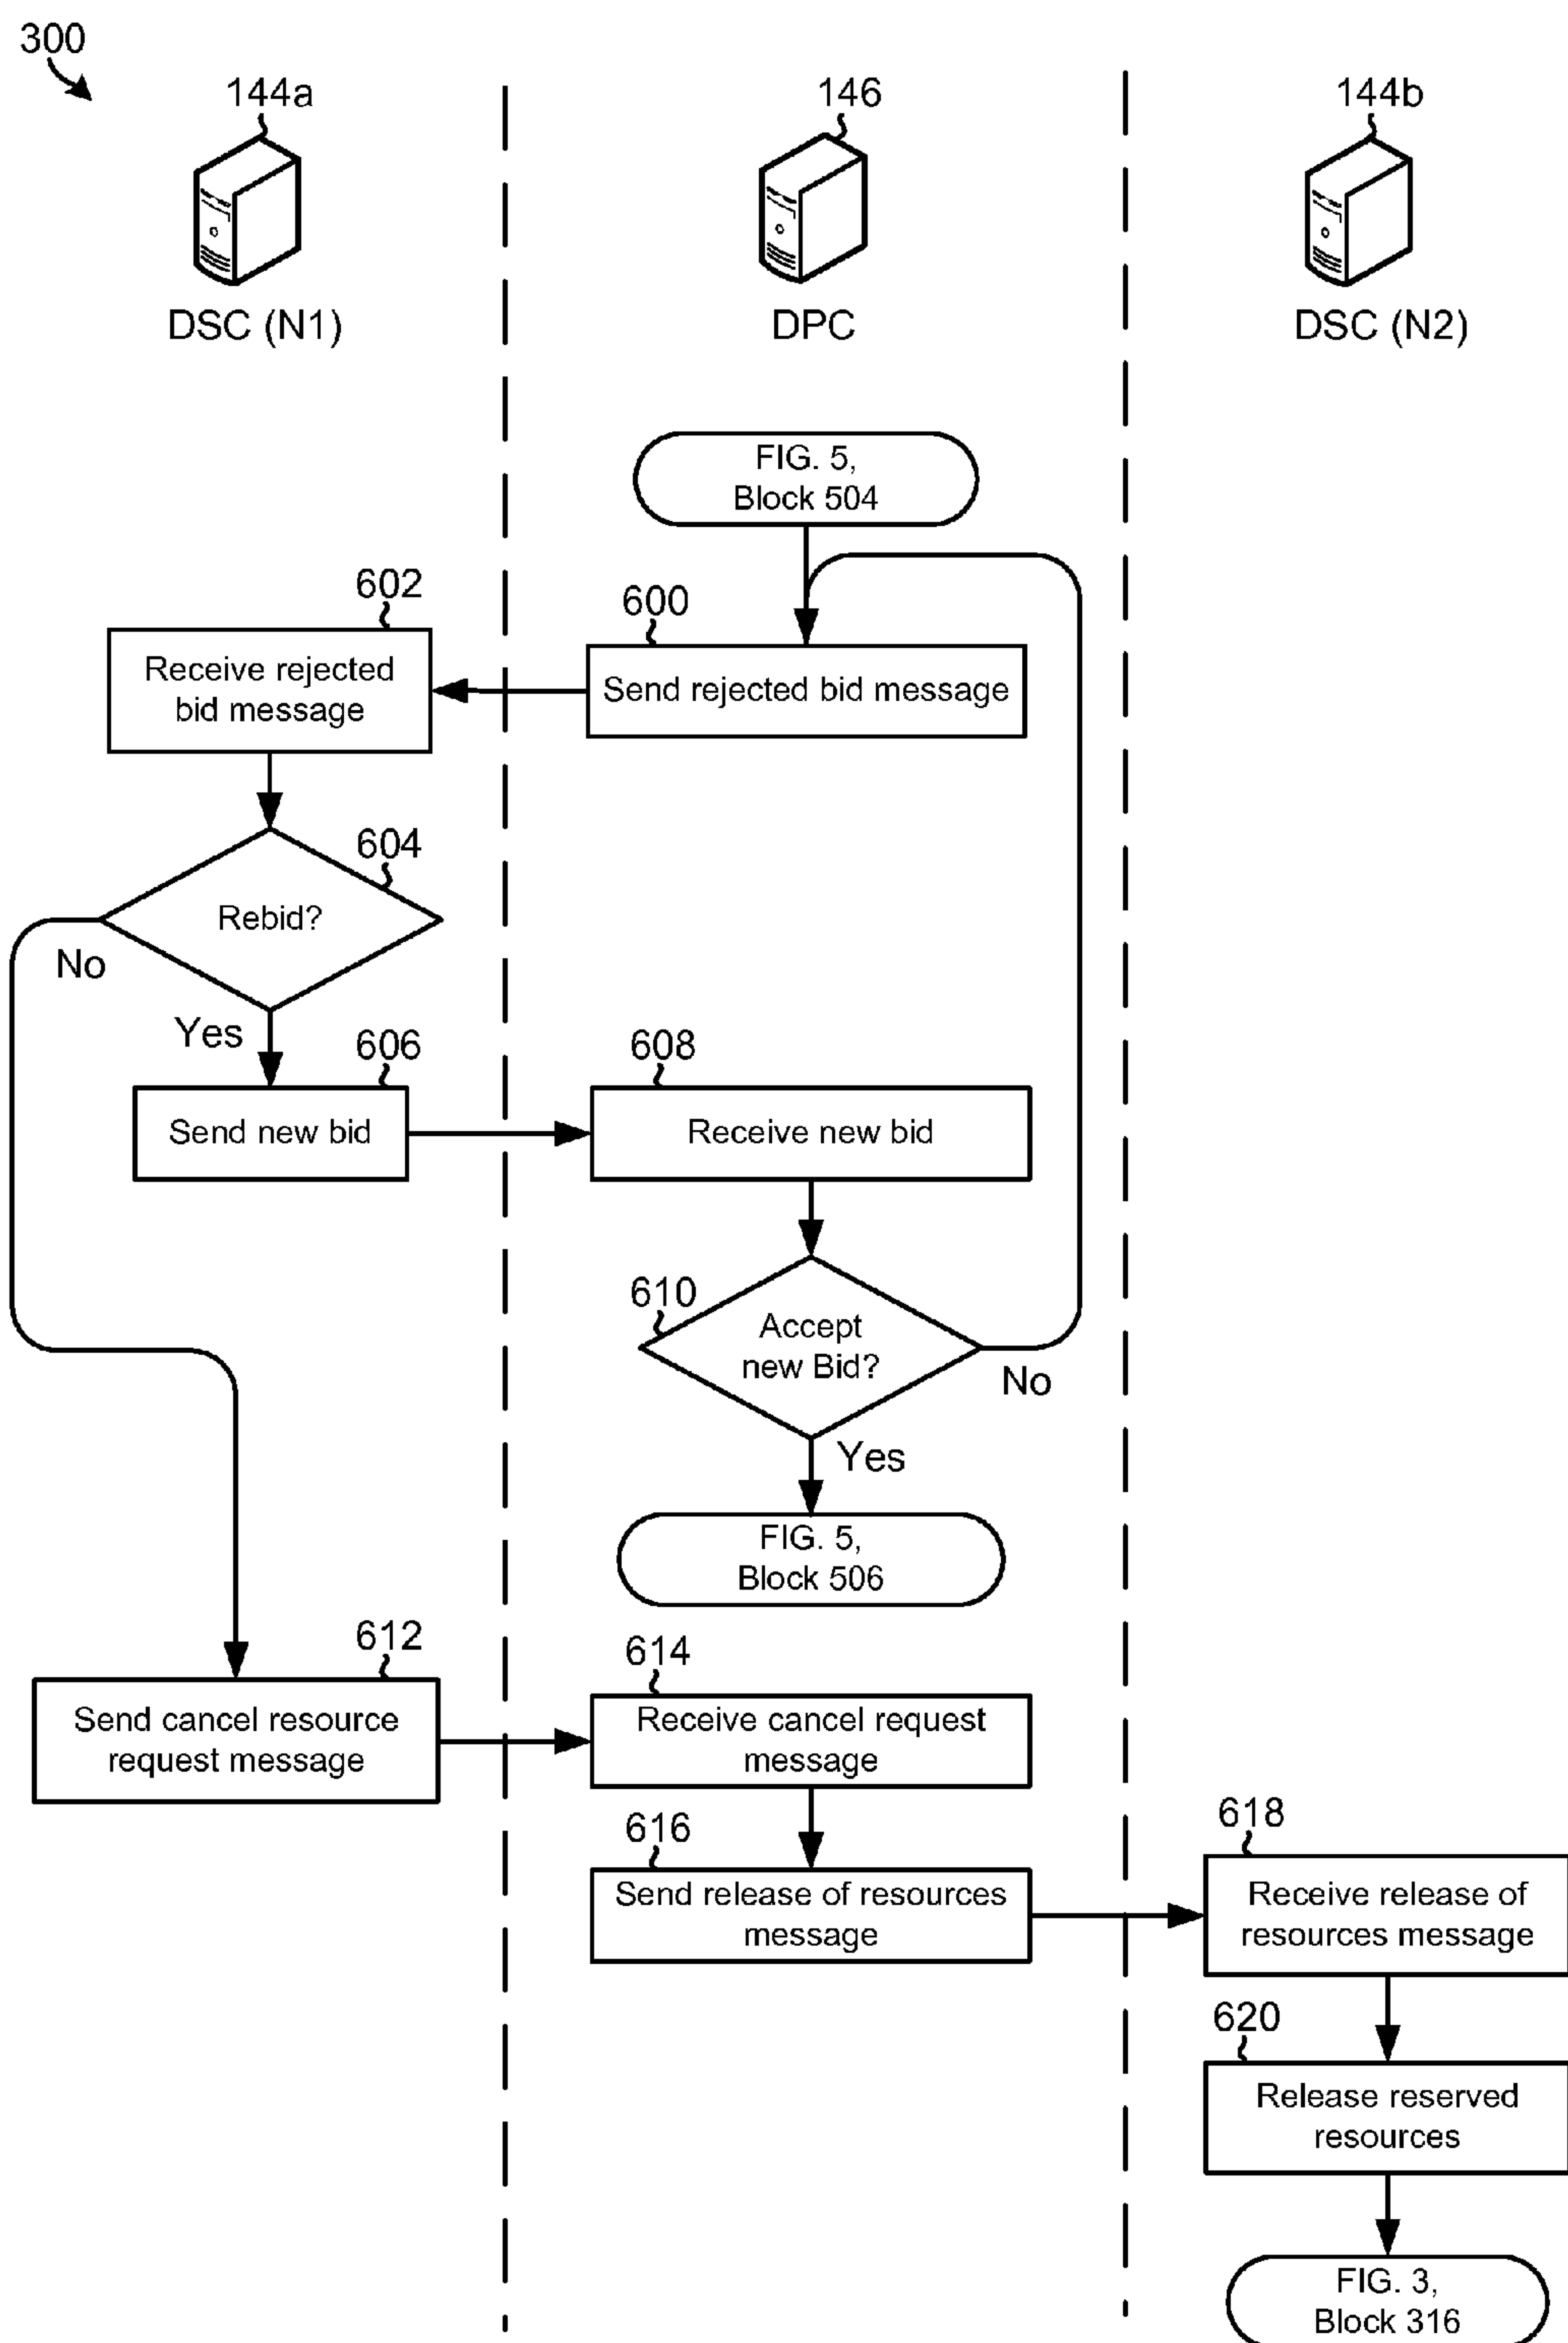 300
144a
146
144b
DSC (N1)
DPC
DSC (N2)
FIG. 5,
Block 504
602
600
Receive rejected
bid message
Send rejected bid message
604
Rebid?
No
Yes
606
608
Send new bid
Receive new bid
610
Accept
new Bid?
No
Yes
FIG. 5,
Block 506
612
614
Send cancel resource
request message
Receive cancel request
message
616
618
Send release of resources
message
Receive release of
resources message
620
Release reserved
resources
FIG. 3,
Block 316